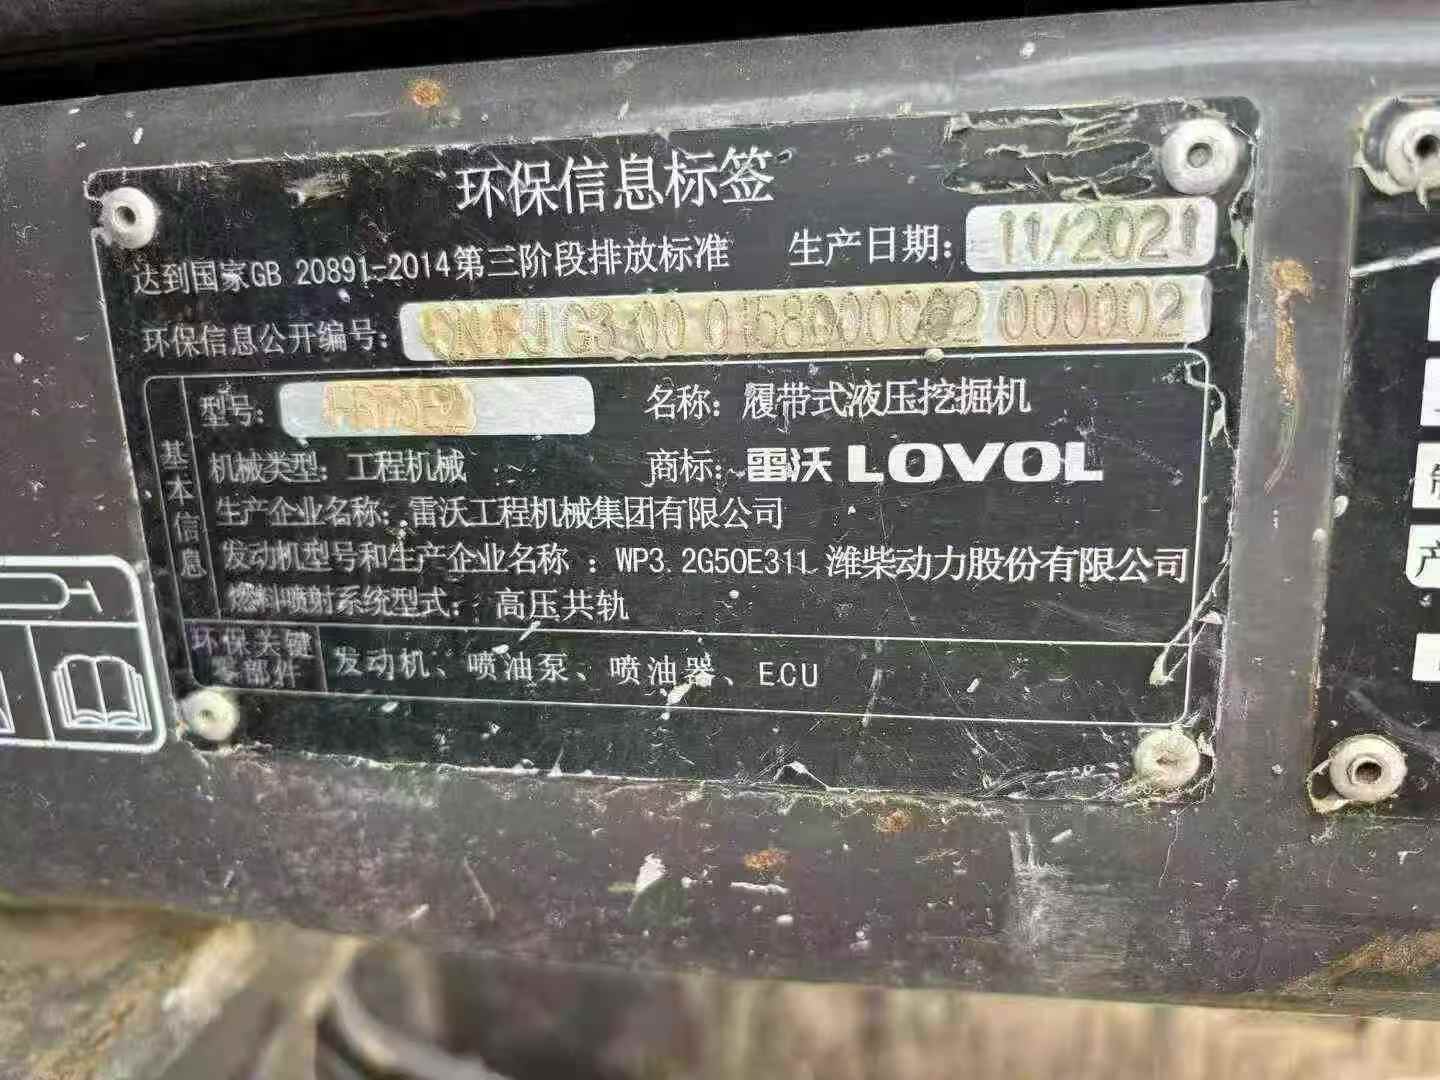 环保信息标签
达到国家GB 20891-2014第三阶段排放标准 生产日期: 11/2021
环保信息公开编号:
型号: 名称: 履带式液压挖掘机
基本信息
机械类型: 工程机械 商标: 雷沃 LOVOL
生产企业名称: 雷沃工程机械集团有限公司
发动机型号和生产企业名称 : WP3.2G50E311 潍柴动力股份有限公司
燃料喷射系统型式: 高压共轨
环保关键零部件 发动机、喷油泵、喷油器、ECU